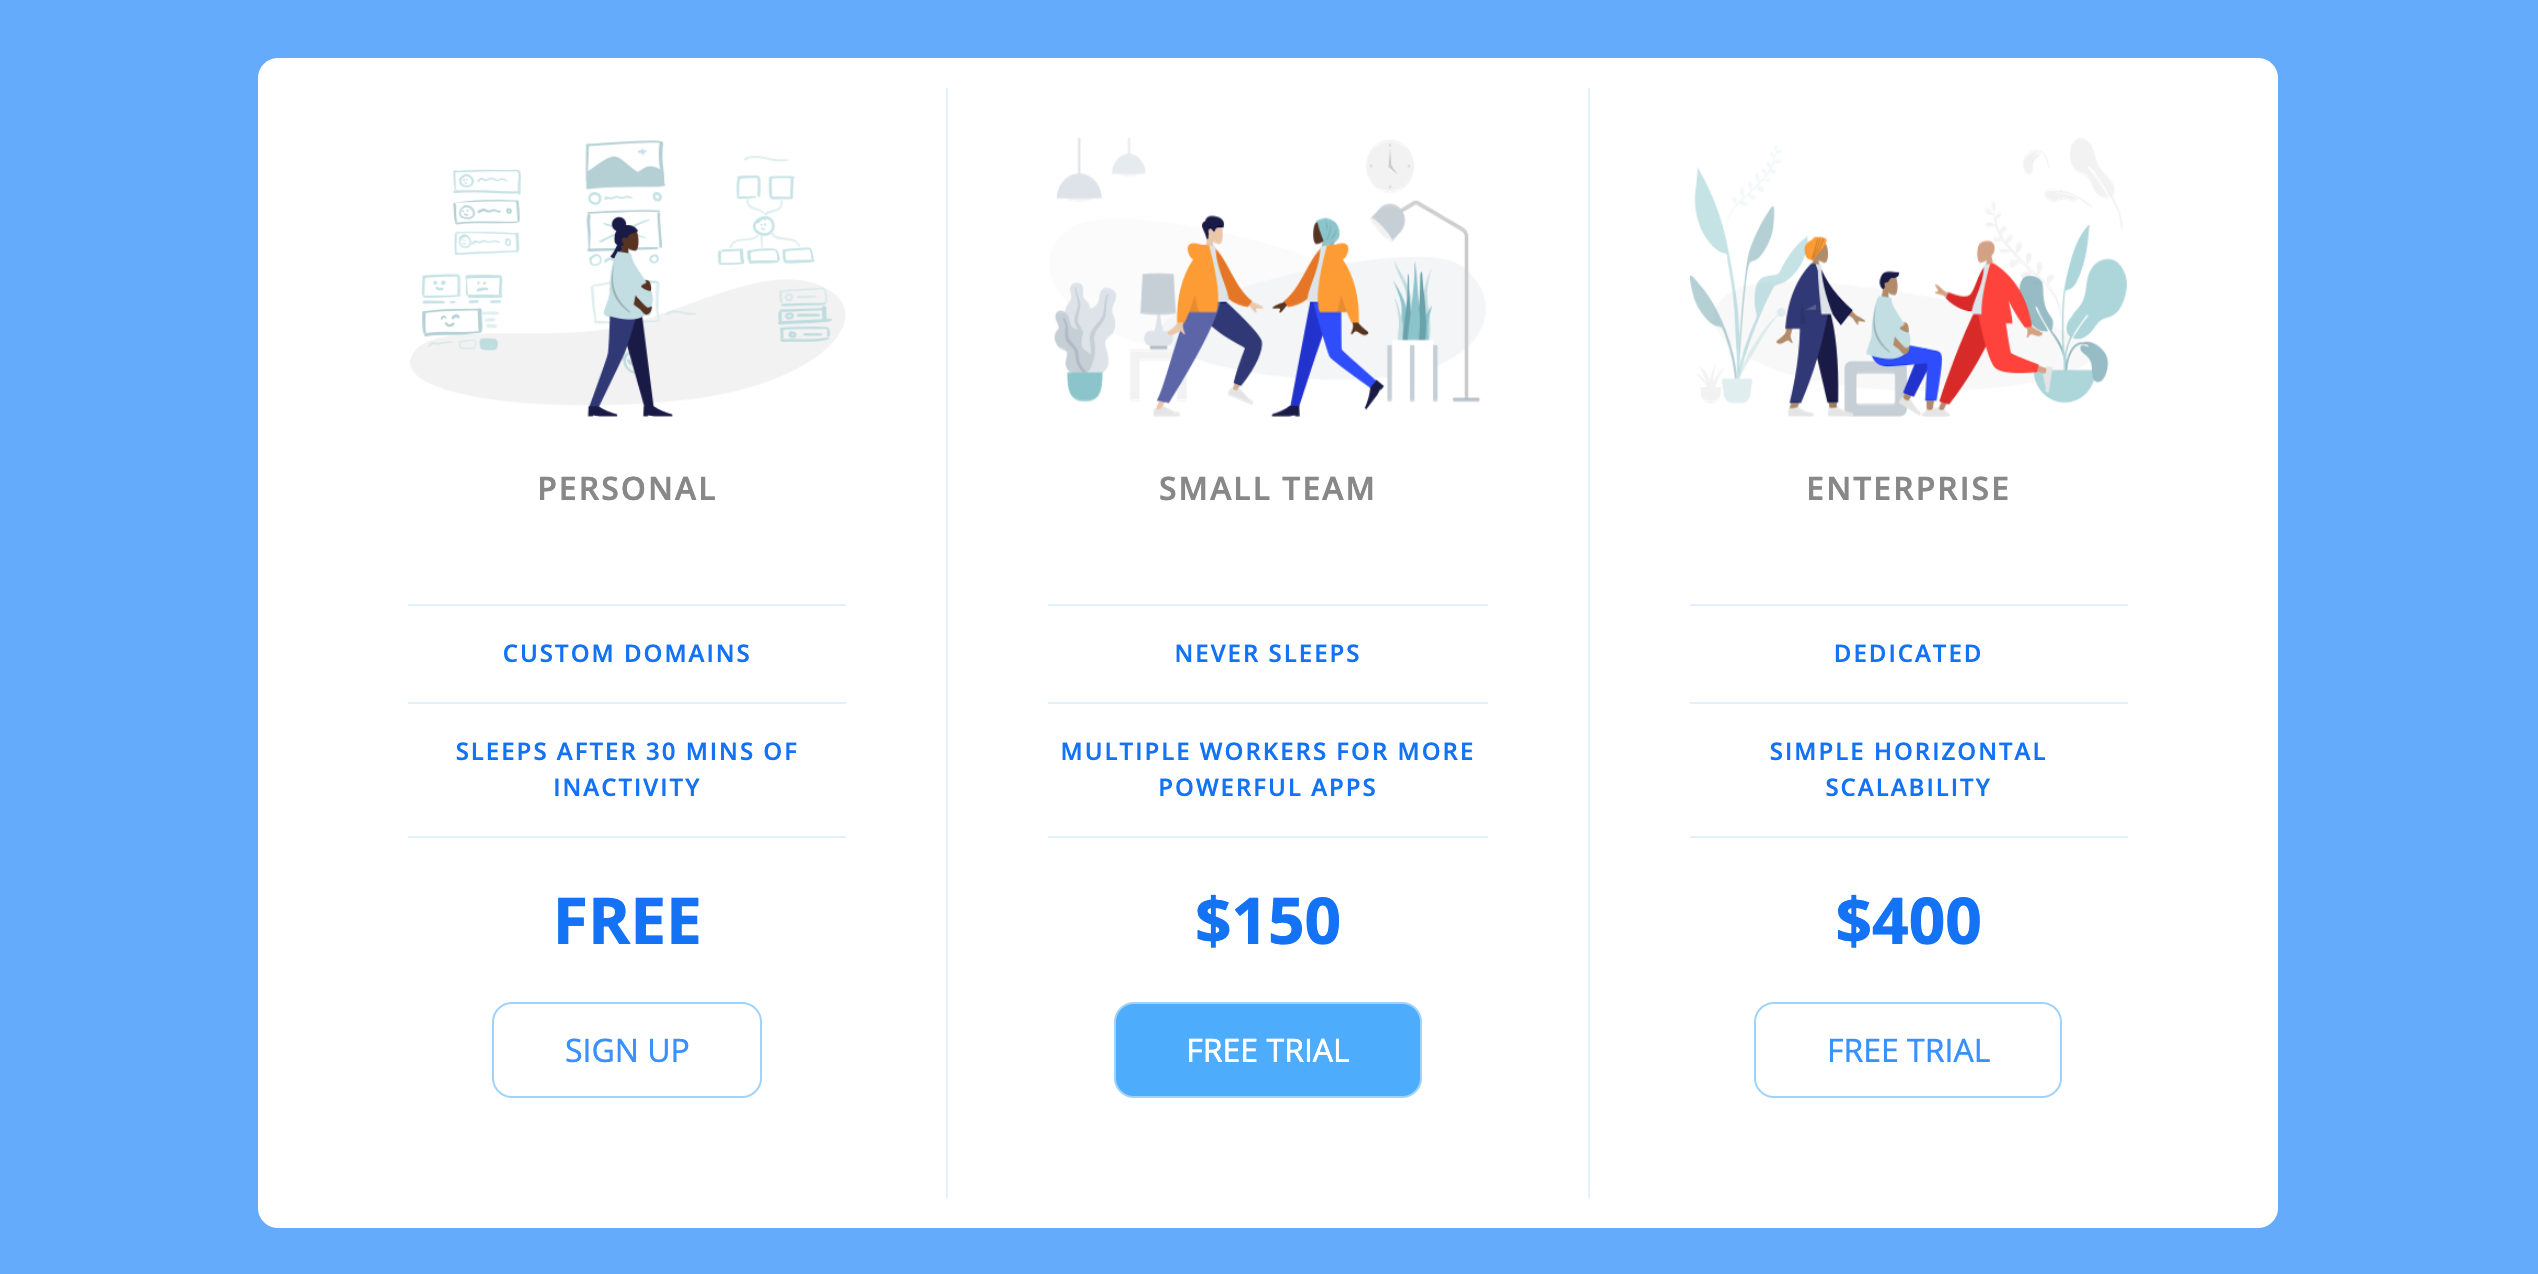 PERSONAL
CUSTOM DOMAINS
SLEEPS AFTER 30 MINS OF
INACTIVITY
FREE
SIGN UP
SMALL TEAM
NEVER SLEEPS
MULTIPLE WORKERS FOR MORE
POWERFUL APPS
$150
FREE TRIAL
ENTERPRISE
DEDICATED
SIMPLE HORIZONTAL
SCALABILITY
$400
FREE TRIAL